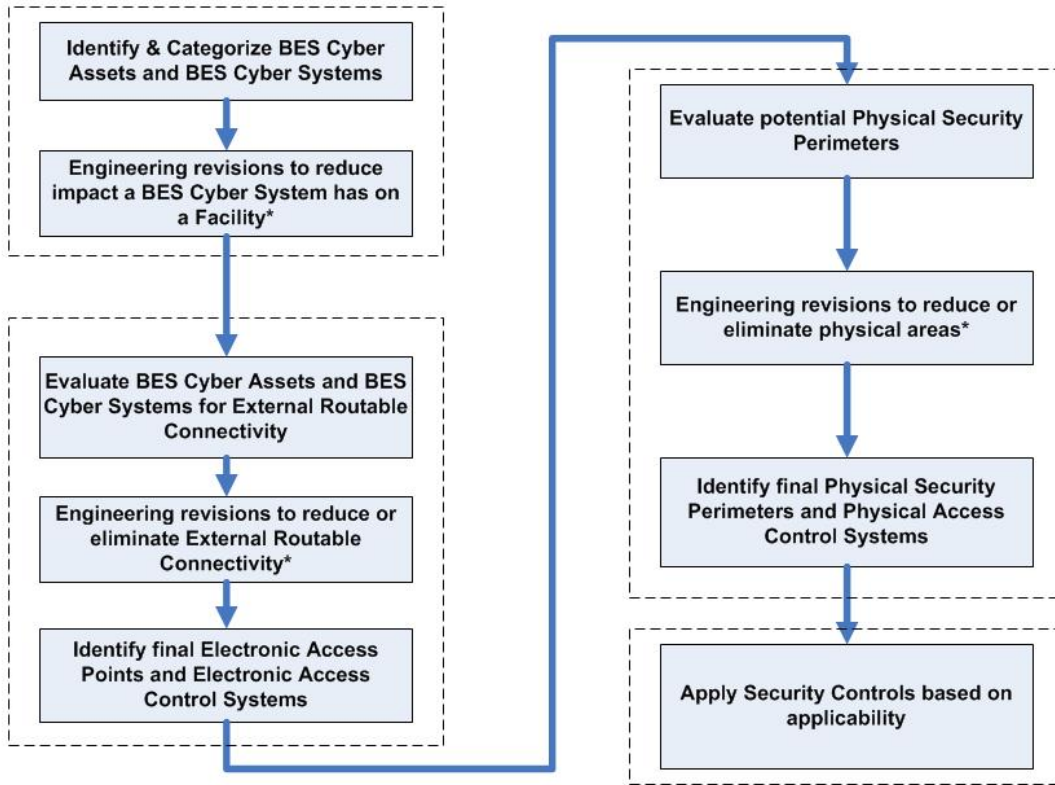 Identify & Categorize BES Cyber
Assets and BES Cyber Systems
Engineering revisions to reduce
impact a BES Cyber System has on
a Facility*
Evaluate BES Cyber Assets and BES
Cyber Systems for External Routable
Connectivity
Engineering revisions to reduce or
eliminate External Routable
Connectivity*
Identify final Electronic Access
Points and Electronic Access
Control Systems
Evaluate potential Physical Security
Perimeters
Engineering revisions to reduce or
eliminate physical areas*
Identify final Physical Security
Perimeters and Physical Access
Control Systems
Apply Security Controls based on
applicability